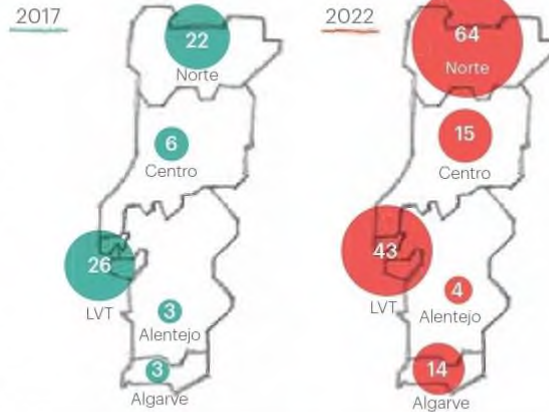 2017
22
Norte
6
Centro
26
LVT
3
Alentejo
3
Algarve
2022
64
Norte
15
Centro
43
LVT
4
Alentejo
14
Algarve